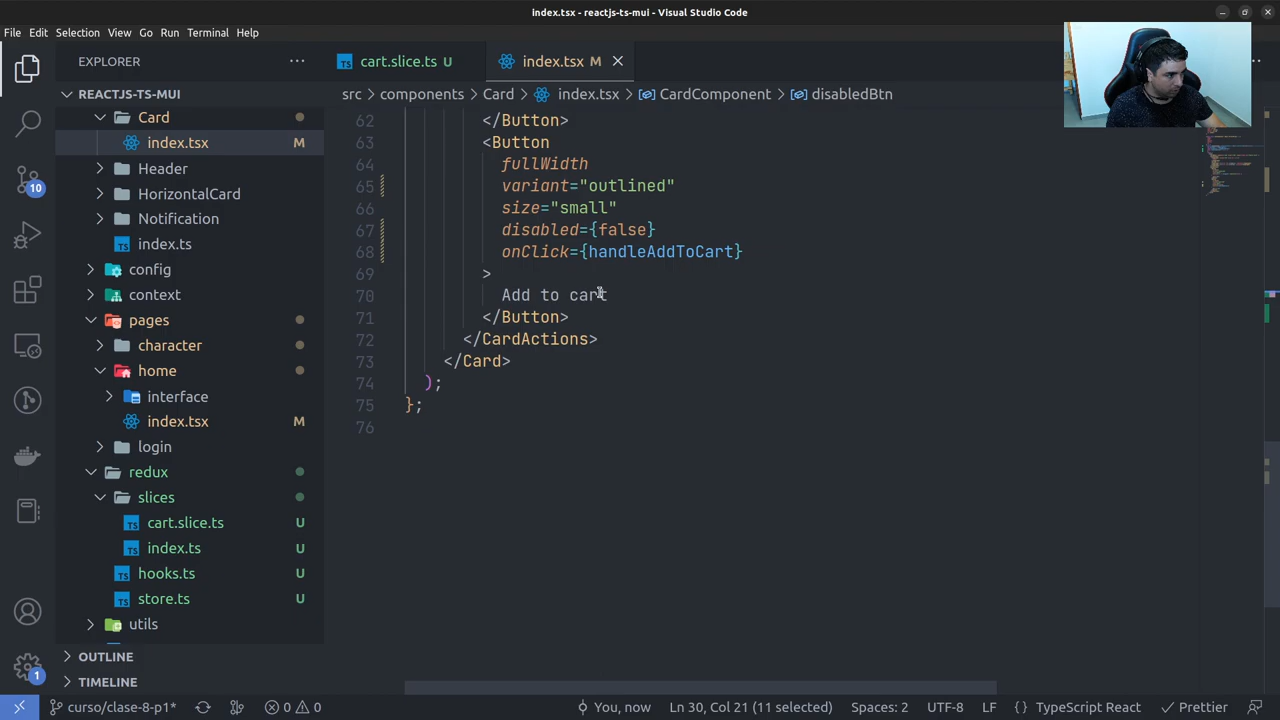 index.tsx - reactjs-ts-mui - Visual Studio Code
File Edit Selection View Go Run Terminal Help
EXPLORER
cart.slice.ts U
index.tsx M
REACTJS-TS-MUI
src components Card index.tsx CardComponent disabledBtn
Card
index.tsx M
Header
HorizontalCard
Notification
index.ts
config
context
pages
character
home
interface
index.tsx M
login
redux
slices
cart.slice.ts U
index.ts U
hooks.ts U
store.ts U
utils
OUTLINE
TIMELINE
10
1
62 </Button>
63 <Button
64 fullWidth
65 variant="outlined"
66 size="small"
67 disabled={false}
68 onClick={handleAddToCart}
69 >
70 Add to cart
71 </Button>
72 </CardActions>
73 </Card>
74 );
75 };
76
curso/clase-8-p1* 0 0 You, now Ln 30, Col 21 (11 selected) Spaces: 2 UTF-8 LF {} TypeScript React Prettier